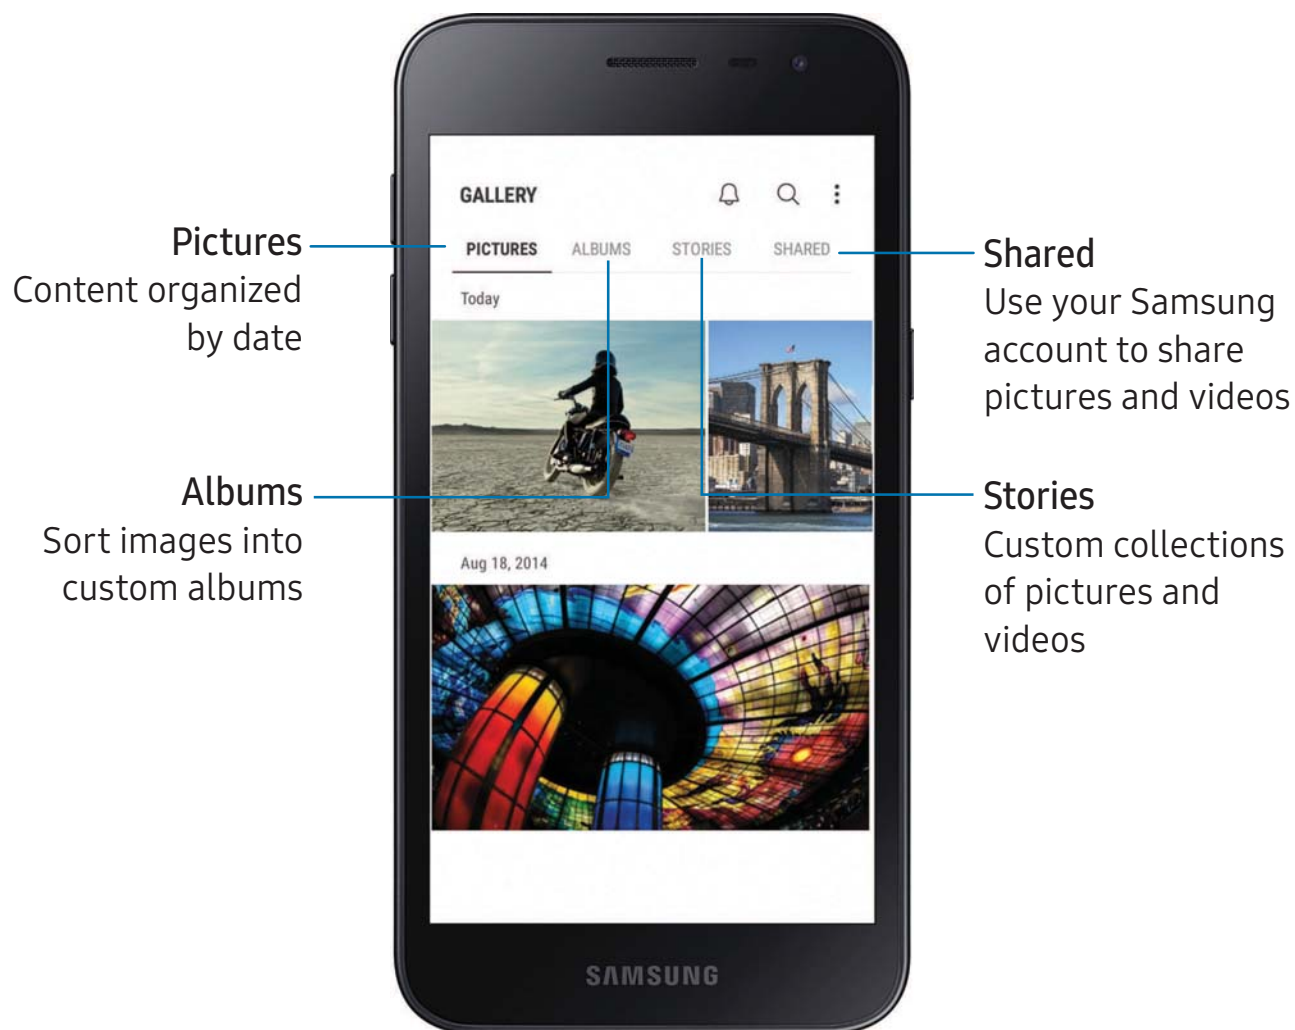 GALLERY
PICTURES ALBUMS STORIES SHARED
Today
Aug 18, 2014
SAMSUNG
Pictures
Content organized
by date
Albums
Sort images into
custom albums
Shared
Use your Samsung
account to share
pictures and videos
Stories
Custom collections
of pictures and
videos